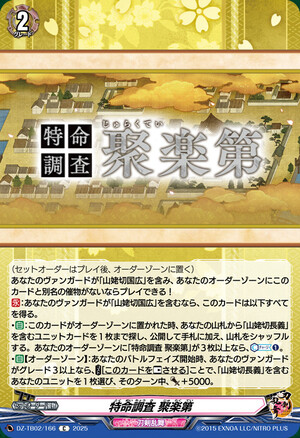 2
グレード
じゅらくてい
特命
調査
聚楽第
(セットオーダーはプレイ後、オーダーゾーンに置く)
あなたのヴァンガードが「山姥切国広」を含み、あなたのオーダーゾーンにこの
カードと別名の催物がないならプレイできる!
永:あなたのヴァンガードが「山姥切国広」を含むなら、このカードは以下すべて
を得る。
・自:このカードがオーダーゾーンに置かれた時、あなたの山札から「山姥切長義」
を含むユニットカードを1枚まで探し、公開して手札に加え、山札をシャッフル
する。あなたのオーダーゾーンに「特命調査 聚楽第」が3枚以上なら、
・自【オーダーゾーン】:あなたのバトルフェイズ開始時、あなたのヴァンガード
がグレード3以上なら、[このカードを させる]ことで、「山姥切長義」を含む
あなたのユニットを1枚選び、そのターン中、+5000。
セットオーダー
特命調査 聚楽第
刀剣乱舞
DZ-TB02/166 C 2025
©2015 EXNOA LLC/NITRO PLUS